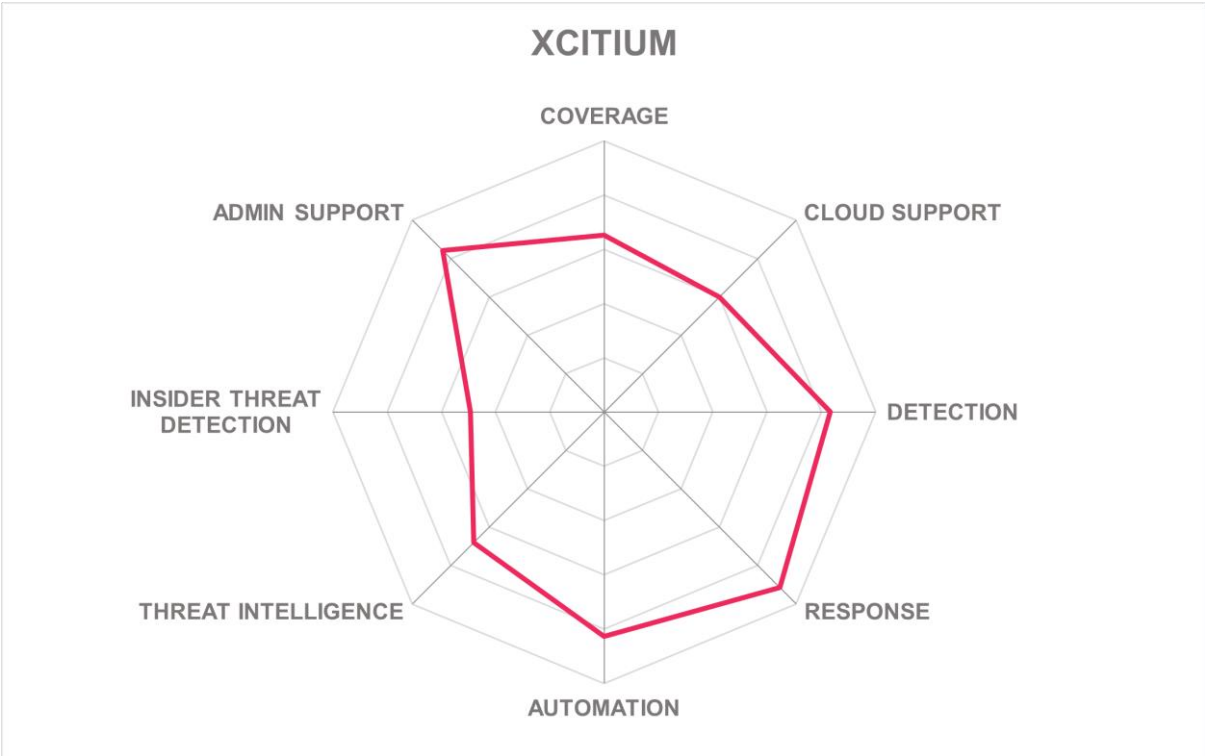 XCITIUM
COVERAGE
ADMIN SUPPORT
CLOUD SUPPORT
INSIDER THREAT
DETECTION
DETECTION
THREAT INTELLIGENCE
RESPONSE
AUTOMATION